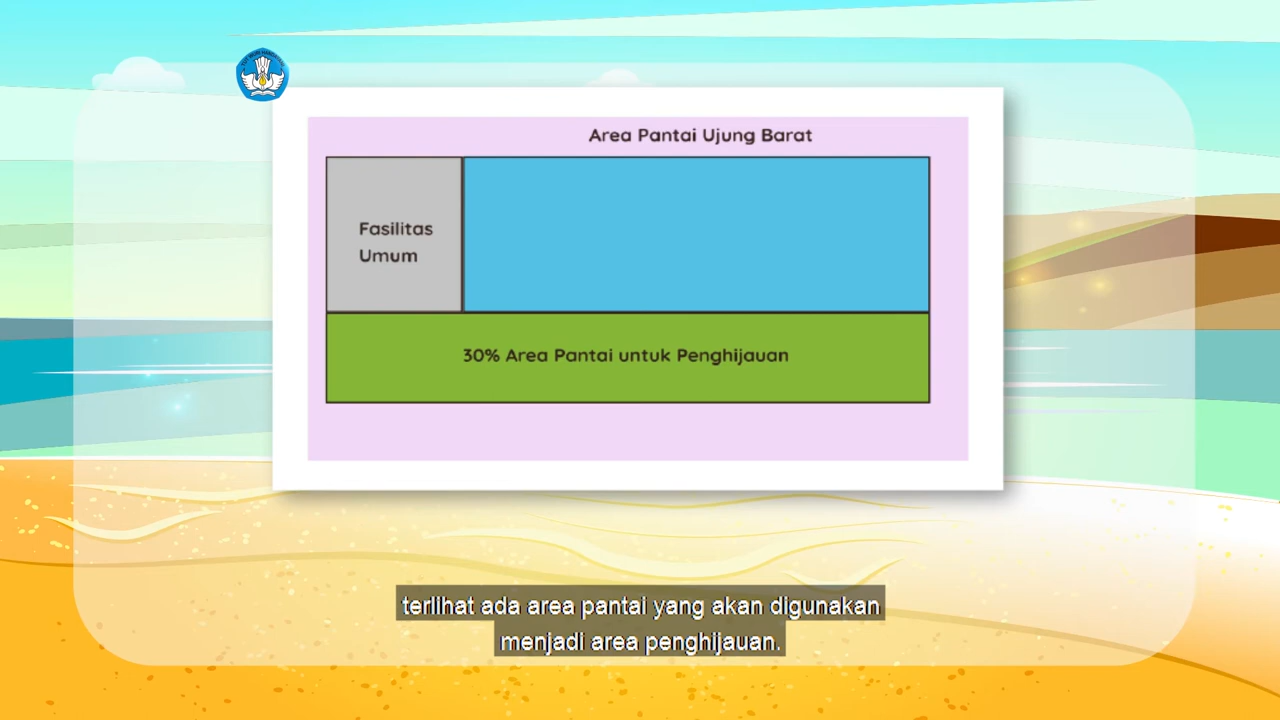 Area Pantai Ujung Barat
Fasilitas
Umum
30% Area Pantai untuk Penghijauan
terlihat ada area pantai yang akan digunakan
menjadi area penghijauan.